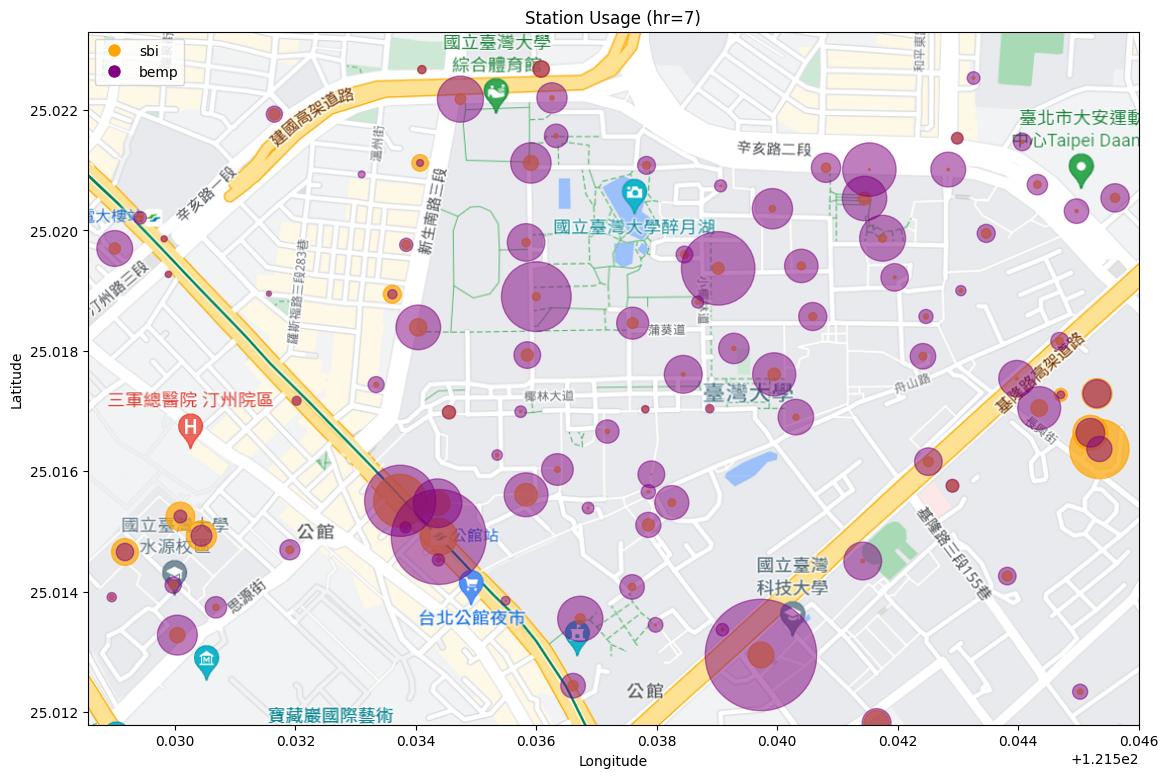 Station Usage (hr=7)
sbi
bemp
國立臺灣大學
綜合體育館
和平東
建國高架道路
臺北市大安運動
中心Taipei Daan
溫州街
辛亥路二段
辛亥路一段
新生南路三段
電大樓站
國立臺灣大學醉月湖
汀州路三段
羅斯福路三段283巷
小椰林道
蒲葵道
基隆路高架道路
舟山路
三軍總醫院 汀州院區
椰林大道
臺灣大學
長興街
國立臺灣大學
水源校區
公館
公館站
基隆路三段155巷
國立臺灣
科技大學
思源街
台北公館夜市
公館
寶藏巖國際藝術
25.022
25.020
25.018
25.016
25.014
25.012
Latitude
0.030
0.032
0.034
0.036
0.038
0.040
0.042
0.044
0.046
+1.215e2
Longitude